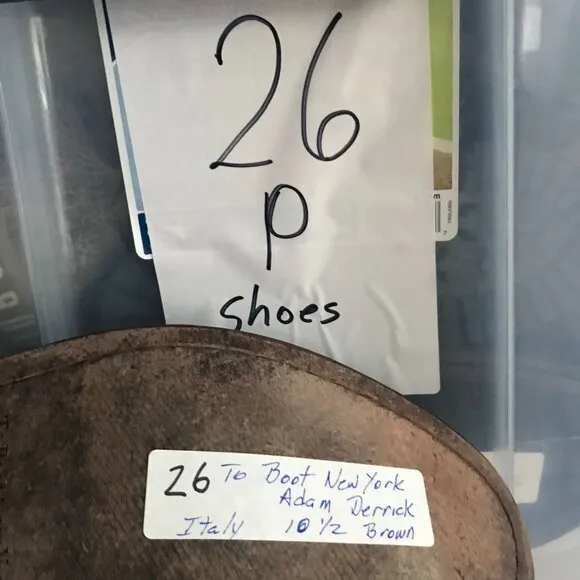 26
P
shoes
26 To Boot New York
Adam Derrick
Italy 10 1/2 Brown